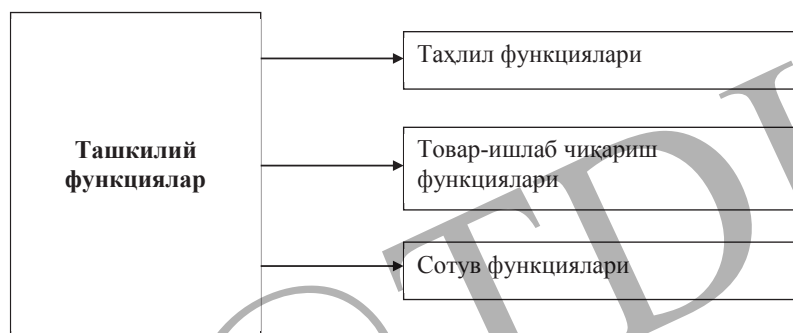 Таҳлил функциялари
Ташкилий
функциялар
Товар-ишлаб чиқариш
функциялари
Сотув функциялари